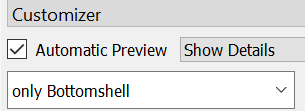 Customizer
Automatic Preview Show Details
only Bottomshell